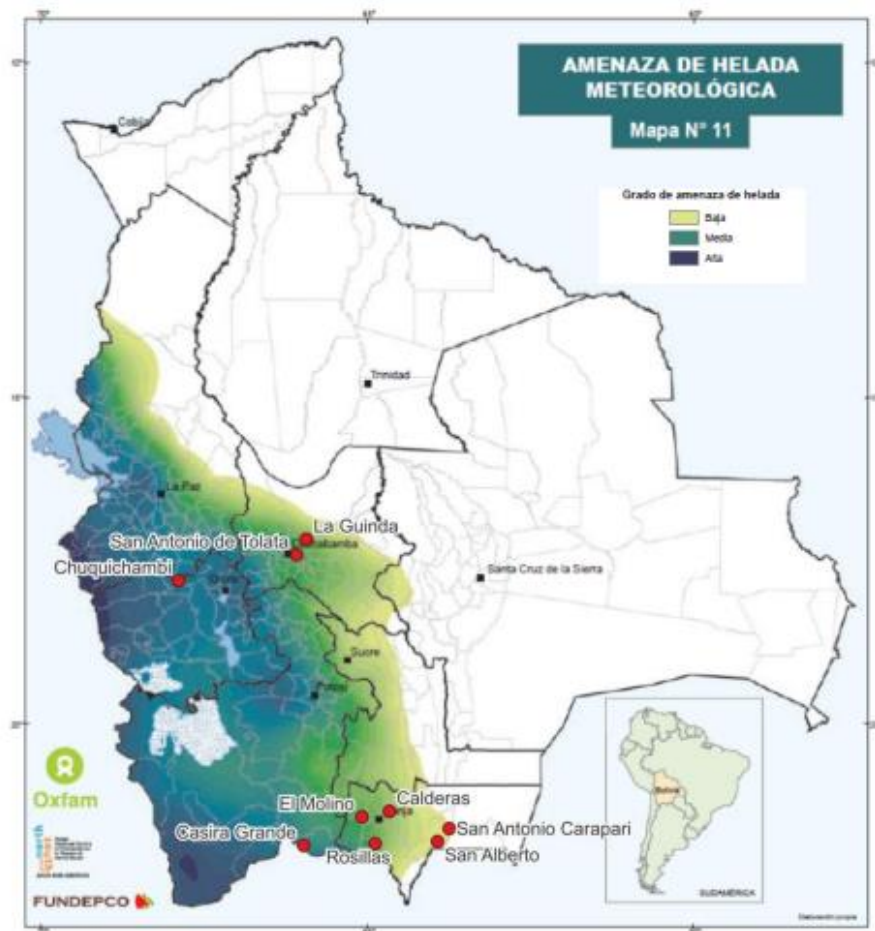 AMENAZA DE HELADA
METEOROLÓGICA
Mapa N° 11
Grado de amenaza de helada
Baja
Media
Alta
Cobija
Trinidad
La Paz
La Guinda
San Antonio de Tolata
Chuquichambi
Santa Cruz de la Sierra
Sucre
Potosí
El Molino
Calderas
Casira Grande
San Antonio Carapari
Rosillas
San Alberto
Oxfam
FUNDEPCO
Bolivia
SUDAMÉRICA